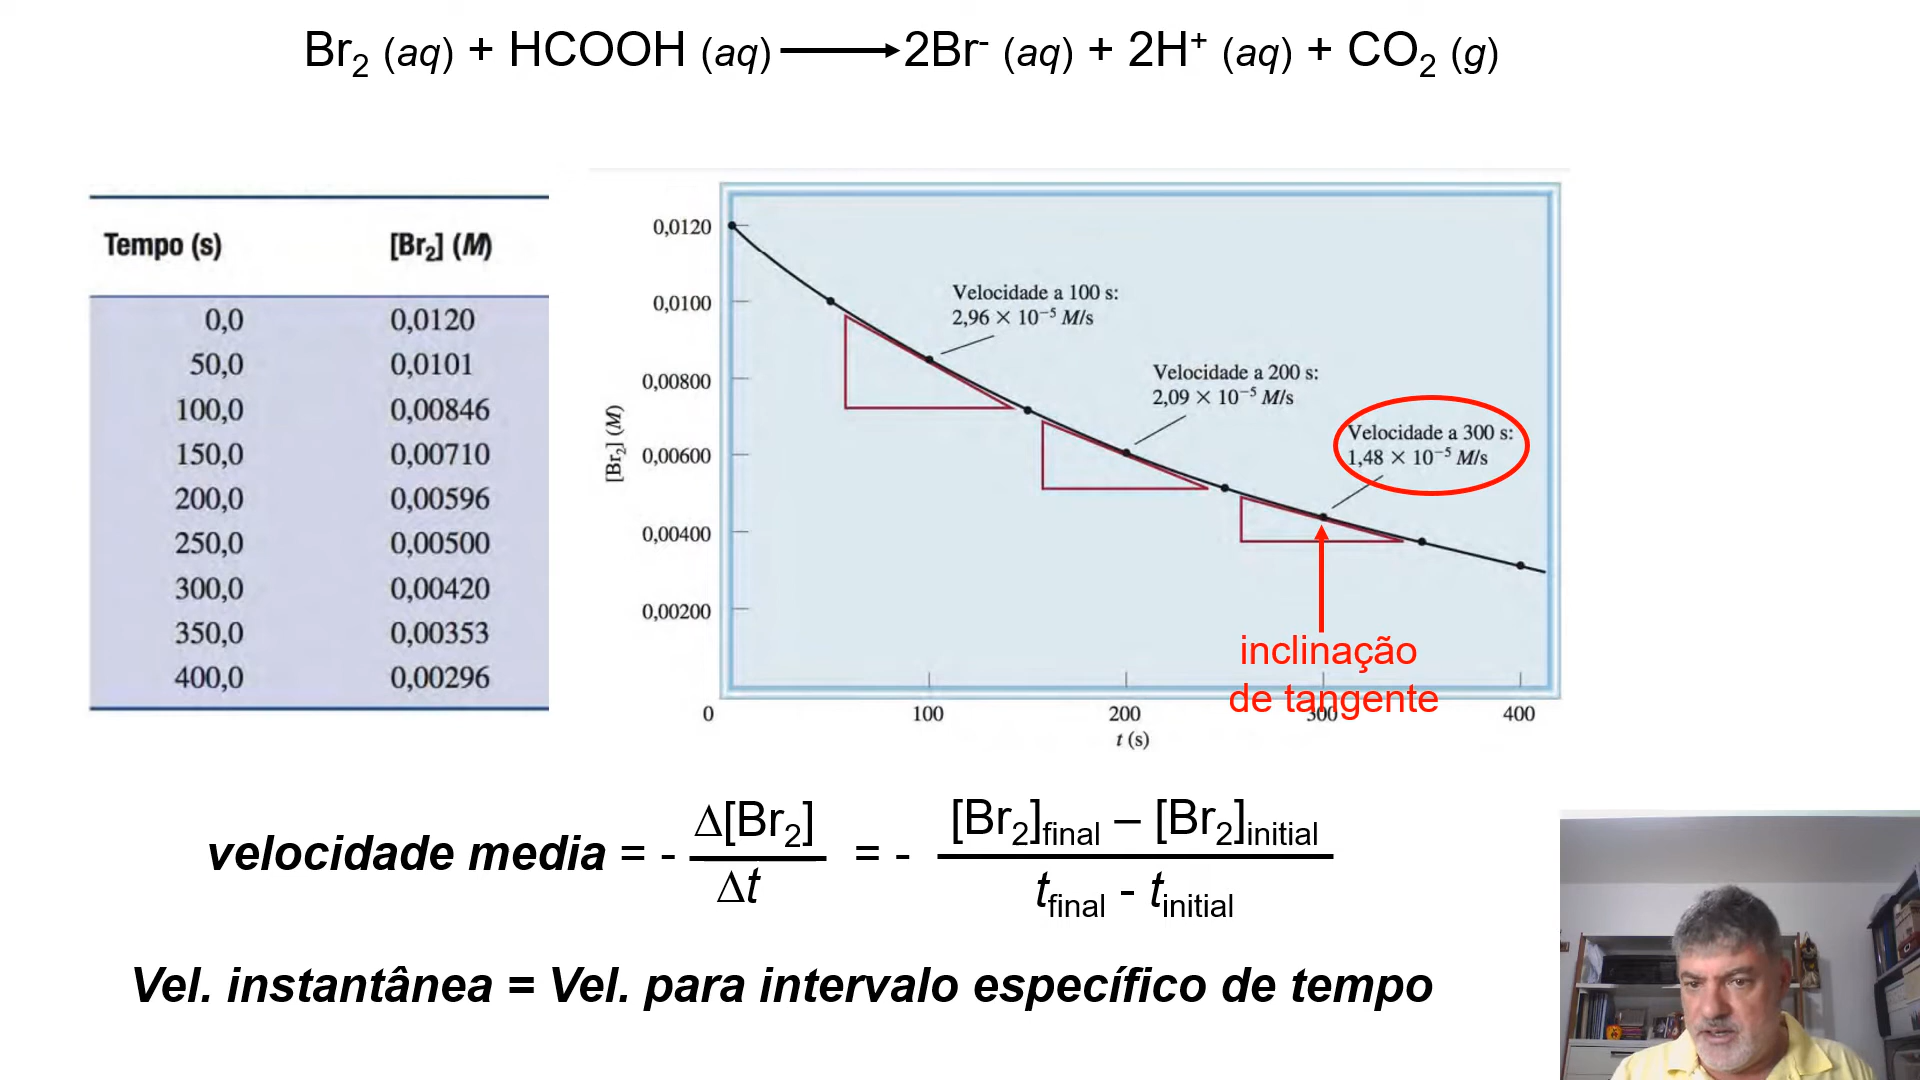 Br₂ (aq) + HCOOH (aq) ⟶ 2Br⁻ (aq) + 2H⁺ (aq) + CO₂ (g)
Tempo (s) [Br₂] (M)
0,0 0,0120
50,0 0,0101
100,0 0,00846
150,0 0,00710
200,0 0,00596
250,0 0,00500
300,0 0,00420
350,0 0,00353
400,0 0,00296
[Br₂] (M)
0,0120
0,0100
0,00800
0,00600
0,00400
0,00200
Velocidade a 100 s:
2,96 × 10⁻⁵ M/s
Velocidade a 200 s:
2,09 × 10⁻⁵ M/s
Velocidade a 300 s:
1,48 × 10⁻⁵ M/s
inclinação
de tangente
0 100 200 300 400
t (s)
velocidade media = - Δ[Br₂] / Δt = - [Br₂]final – [Br₂]initial / tfinal - tinitial
Vel. instantânea = Vel. para intervalo específico de tempo